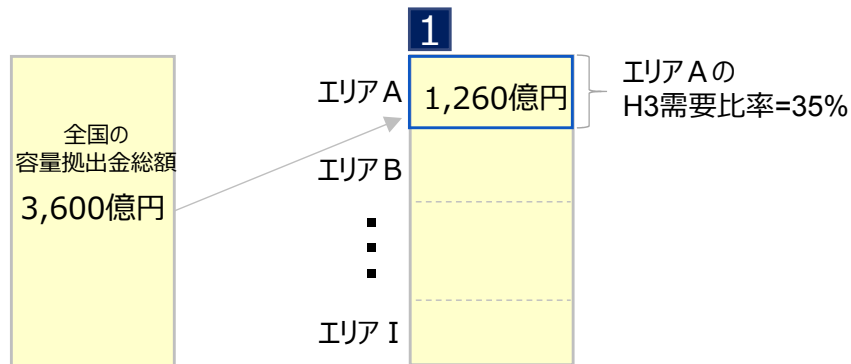 1
エリアA
1,260億円
エリアAの
H3需要比率=35%
全国の
容量拠出金総額
3,600億円
エリアB
エリアI